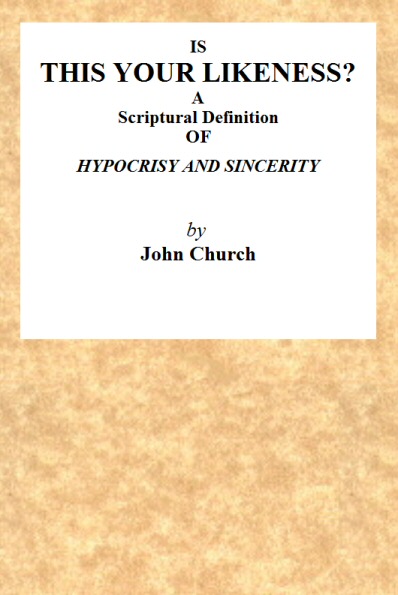 IS
THIS YOUR LIKENESS?
A
Scriptural Definition
OF
HYPOCRISY AND SINCERITY
by
John Church